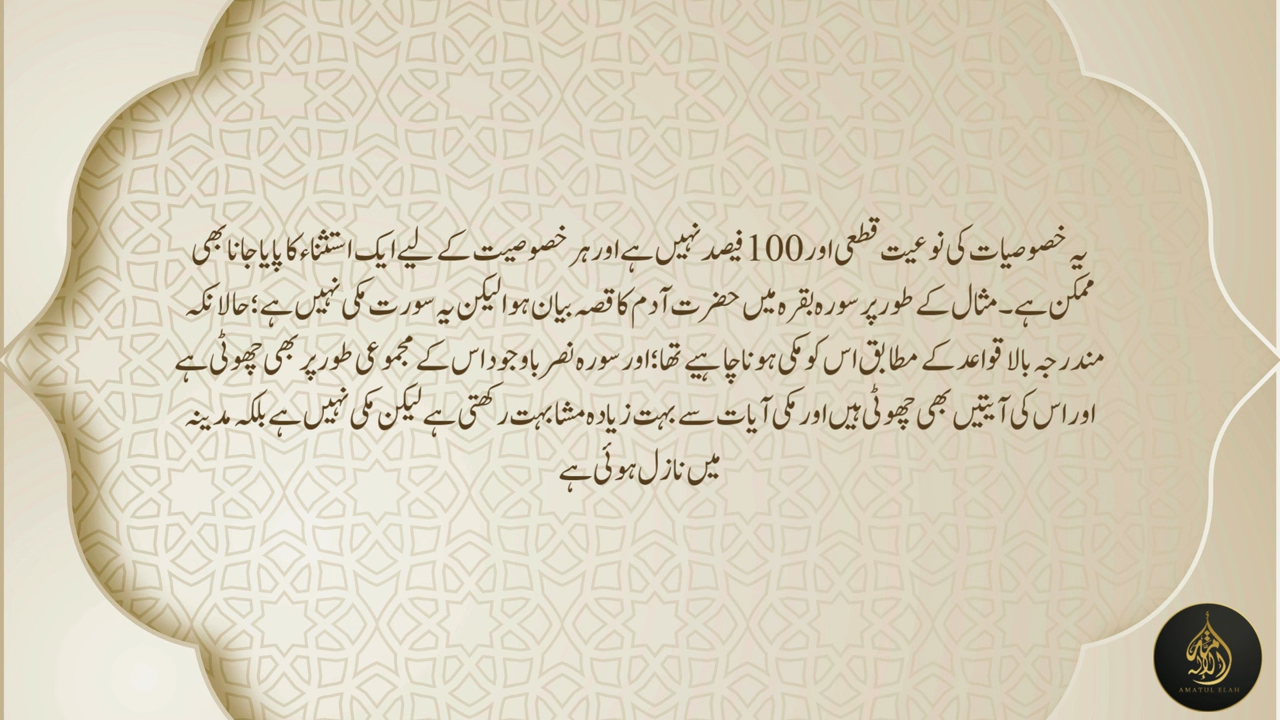 یہ خصوصیات کی نوعیت قطعی اور 100 فیصد نہیں ہے اور ہر خصوصیت کے لیے ایک استثناء کا پایا جانا بھی
ممکن ہے۔ مثال کے طور پر سورہ بقرہ میں حضرت آدم کا قصہ بیان ہوا لیکن یہ سورت مکی نہیں ہے؛ حالانکہ
مندرجہ بالا قواعد کے مطابق اس کو مکی ہونا چاہیے تھا؛ اور سورہ نصر باوجود اس کے مجموعی طور پر بھی چھوٹی ہے
اور اس کی آیتیں بھی چھوٹی ہیں اور مکی آیات سے بہت زیادہ مشابہت رکھتی ہے لیکن مکی نہیں ہے بلکہ مدینہ
میں نازل ہوئی ہے
AMATUL ELAH